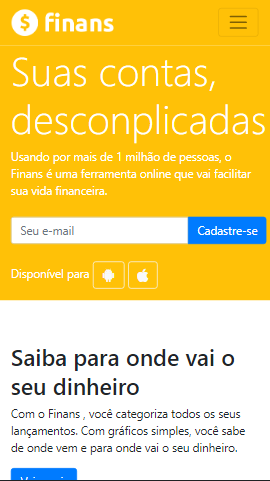 finans
Suas contas,
desconplicadas
Usando por mais de 1 milhão de pessoas, o
Finans é uma ferramenta online que vai facilitar
sua vida financeira.
Seu e-mail Cadastre-se
Disponível para
Saiba para onde vai o
seu dinheiro
Com o Finans , você categoriza todos os seus
lançamentos. Com gráficos simples, você sabe
de onde vem e para onde vai o seu dinheiro.